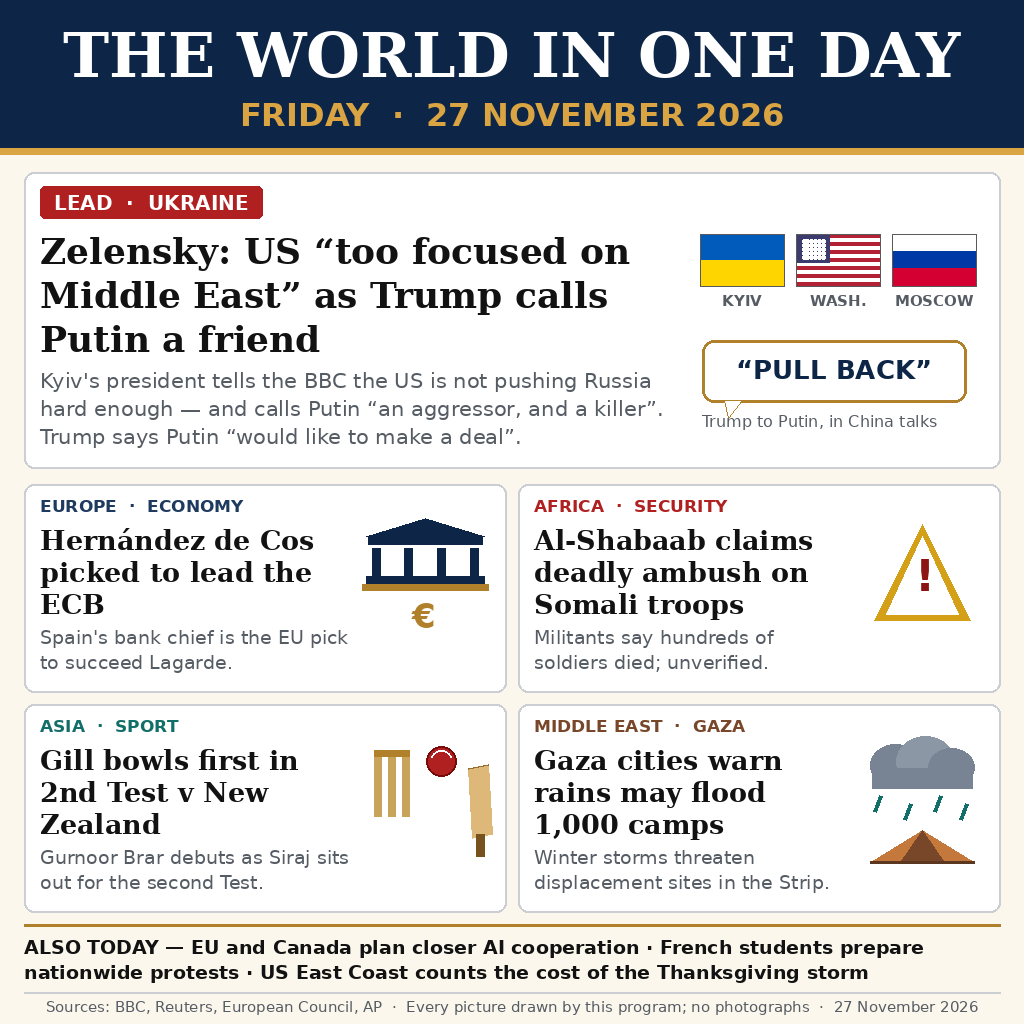 THE WORLD IN ONE DAY
FRIDAY · 27 NOVEMBER 2026
LEAD · UKRAINE
Zelensky: US “too focused on
Middle East” as Trump calls
Putin a friend
Kyiv's president tells the BBC the US is not pushing Russia
hard enough — and calls Putin “an aggressor, and a killer”.
Trump says Putin “would like to make a deal”.
KYIV
WASH.
MOSCOW
“PULL BACK”
Trump to Putin, in China talks
EUROPE · ECONOMY
Hernández de Cos
picked to lead the
ECB
Spain's bank chief is the EU pick
to succeed Lagarde.
€
AFRICA · SECURITY
Al-Shabaab claims
deadly ambush on
Somali troops
Militants say hundreds of
soldiers died; unverified.
!
ASIA · SPORT
Gill bowls first in
2nd Test v New
Zealand
Gurnoor Brar debuts as Siraj sits
out for the second Test.
MIDDLE EAST · GAZA
Gaza cities warn
rains may flood
1,000 camps
Winter storms threaten
displacement sites in the Strip.
ALSO TODAY — EU and Canada plan closer AI cooperation · French students prepare
nationwide protests · US East Coast counts the cost of the Thanksgiving storm
Sources: BBC, Reuters, European Council, AP · Every picture drawn by this program; no photographs · 27 November 2026